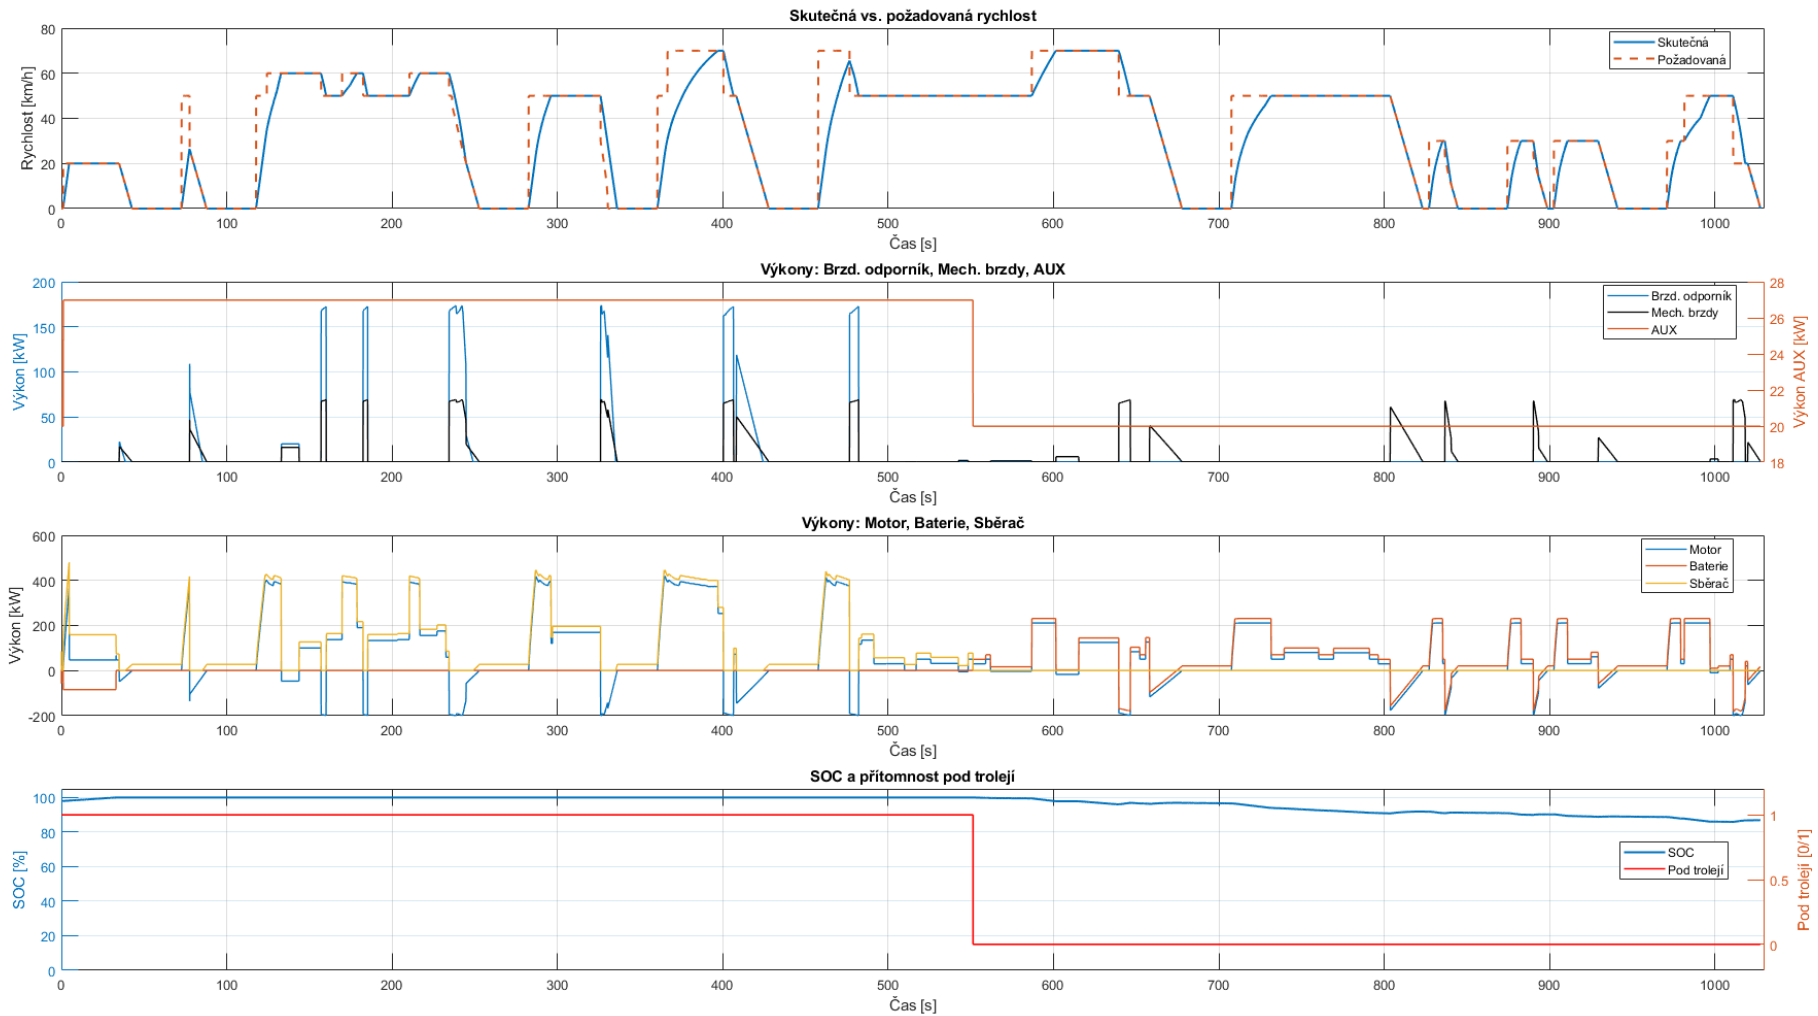 Skutečná vs. požadovaná rychlost
Rychlost [km/h]
80
60
40
20
0
Skutečná
Požadovaná
0 100 200 300 400 500 600 700 800 900 1000
Čas [s]
Výkony: Brzd. odporník, Mech. brzdy, AUX
Výkon [kW]
200
150
100
50
0
Brzd. odporník
Mech. brzdy
AUX
28
26
24
22
20
18
Výkon AUX [kW]
0 100 200 300 400 500 600 700 800 900 1000
Čas [s]
Výkony: Motor, Baterie, Sběrač
Výkon [kW]
600
400
200
0
-200
Motor
Baterie
Sběrač
0 100 200 300 400 500 600 700 800 900 1000
Čas [s]
SOC a přítomnost pod trolejí
SOC [%]
100
80
60
40
20
0
SOC
Pod trolejí
1
0.5
0
Pod trolejí [0/1]
0 100 200 300 400 500 600 700 800 900 1000
Čas [s]